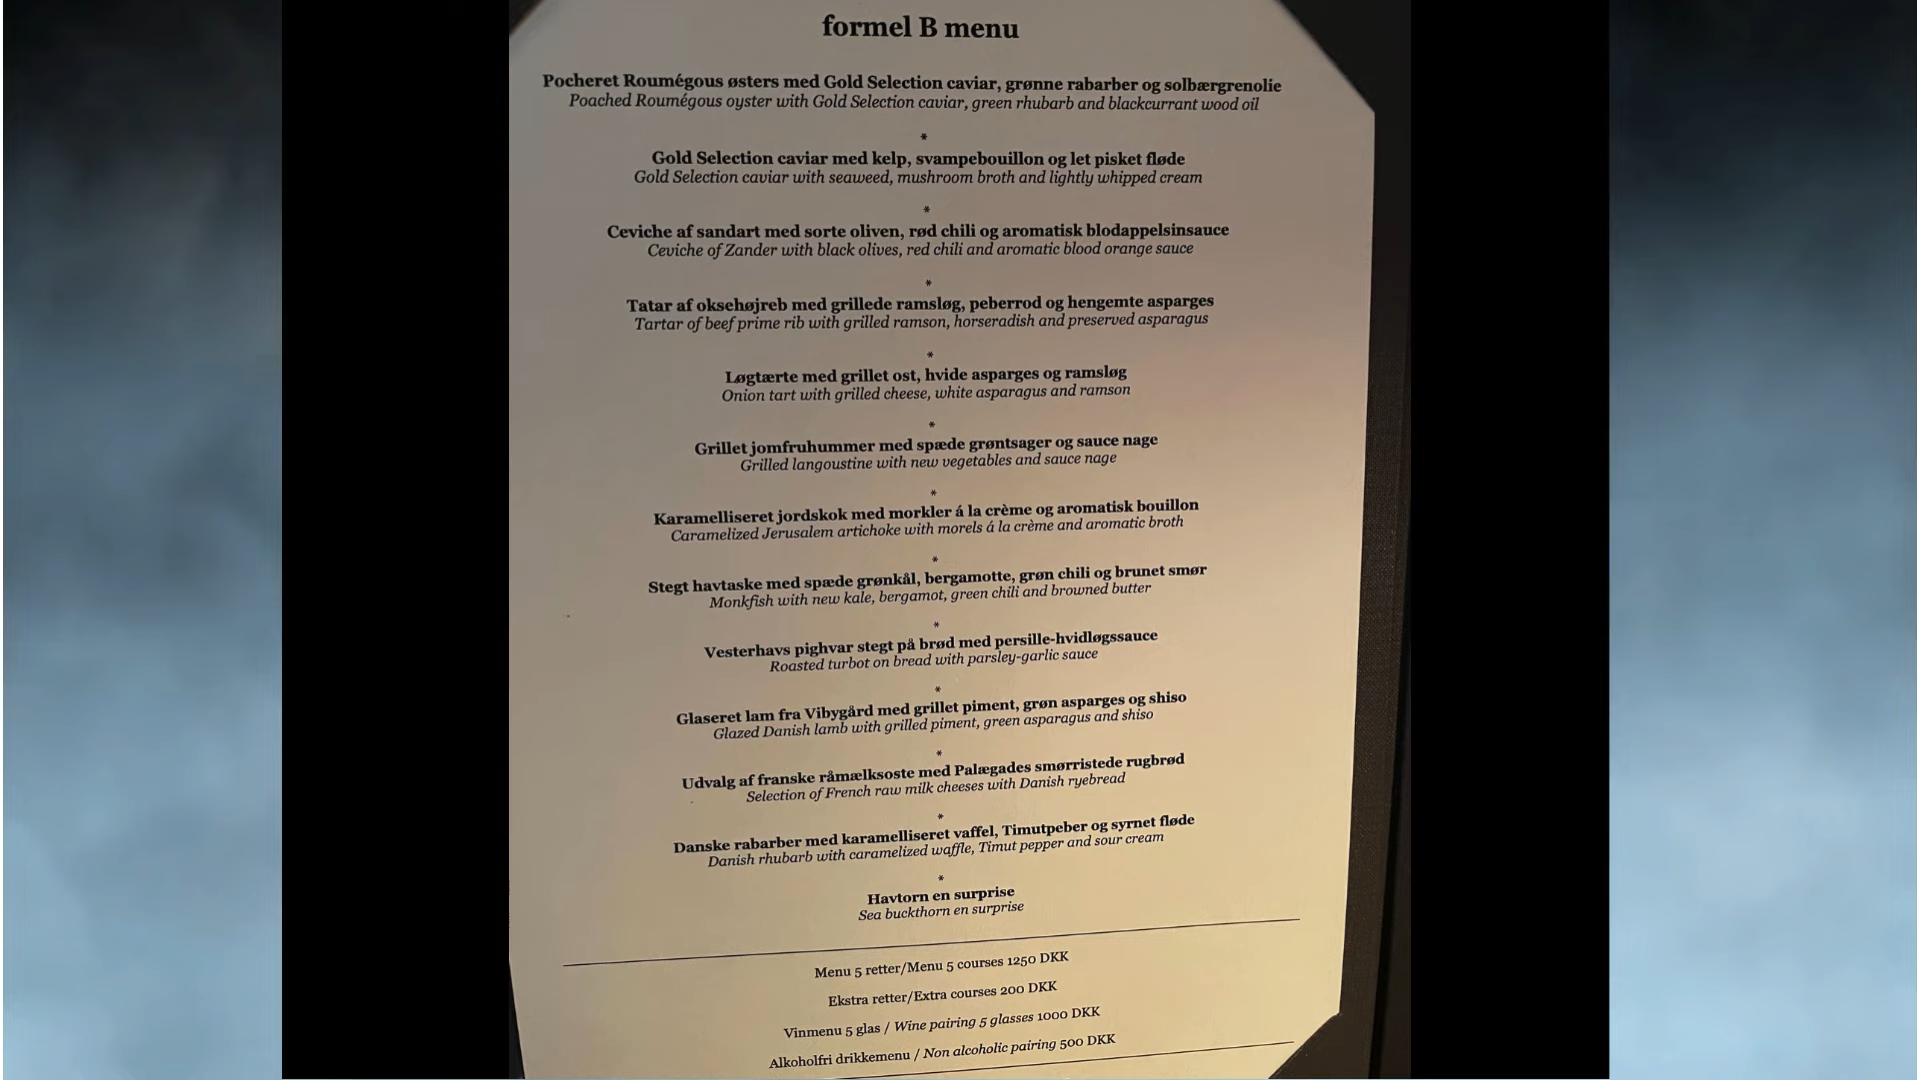 formel B menu
Pocheret Roumégous østers med Gold Selection caviar, grønne rabarber og solbærgrenolie
Poached Roumégous oyster with Gold Selection caviar, green rhubarb and blackcurrant wood oil
*
Gold Selection caviar med kelp, svampebouillon og let pisket fløde
Gold Selection caviar with seaweed, mushroom broth and lightly whipped cream
*
Ceviche af sandart med sorte oliven, rød chili og aromatisk blodappelsinsauce
Ceviche of Zander with black olives, red chili and aromatic blood orange sauce
*
Tatar af oksehøjreb med grillede ramsløg, peberrod og hengemte asparges
Tartar of beef prime rib with grilled ramson, horseradish and preserved asparagus
*
Løgtærte med grillet ost, hvide asparges og ramsløg
Onion tart with grilled cheese, white asparagus and ramson
*
Grillet jomfruhummer med spæde grøntsager og sauce nage
Grilled langoustine with new vegetables and sauce nage
*
Karamelliseret jordskok med morkler á la crème og aromatisk bouillon
Caramelized Jerusalem artichoke with morels á la crème and aromatic broth
*
Stegt havtaske med spæde grønkål, bergamotte, grøn chili og brunet smør
Monkfish with new kale, bergamot, green chili and browned butter
*
Vesterhavs pighvar stegt på brød med persille-hvidløgssauce
Roasted turbot on bread with parsley-garlic sauce
*
Glaseret lam fra Vibygård med grillet piment, grøn asparges og shiso
Glazed Danish lamb with grilled piment, green asparagus and shiso
*
Udvalg af franske råmælksoste med Palægades smørristede rugbrød
Selection of French raw milk cheeses with Danish ryebread
*
Danske rabarber med karamelliseret vaffel, Timutpeber og syrnet fløde
Danish rhubarb with caramelized waffle, Timut pepper and sour cream
*
Havtorn en surprise
Sea buckthorn en surprise
Menu 5 retter/Menu 5 courses 1250 DKK
Ekstra retter/Extra courses 200 DKK
Vinmenu 5 glas / Wine pairing 5 glasses 1000 DKK
Alkoholfri drikkemenu / Non alcoholic pairing 500 DKK